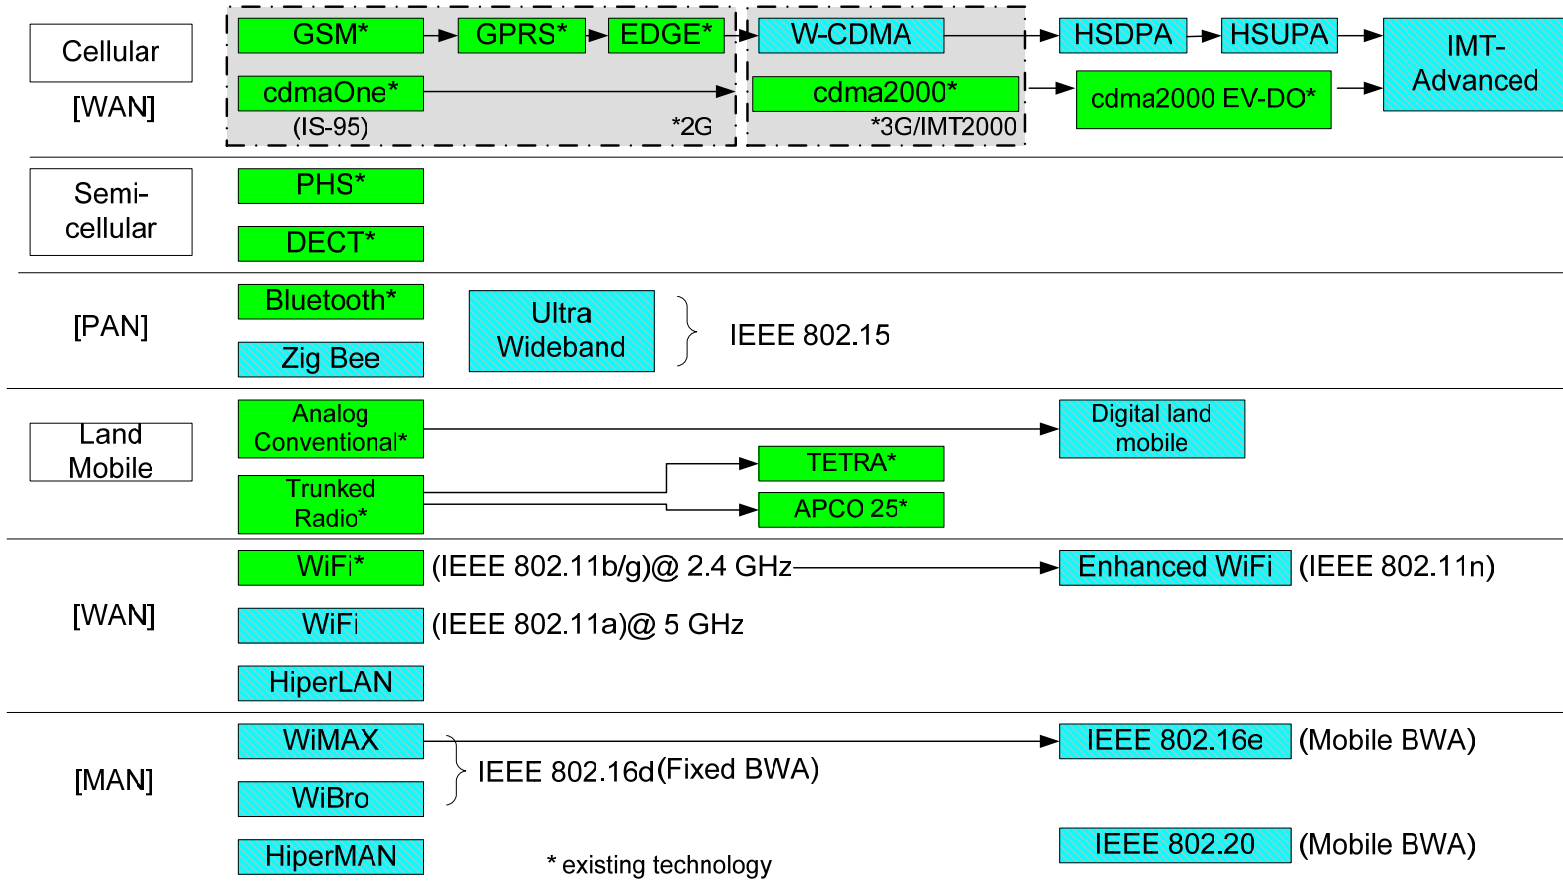 Cellular
[WAN]
GSM*
GPRS*
EDGE*
W-CDMA
HSDPA
HSUPA
IMT-
Advanced
cdmaOne*
(IS-95)
*2G
cdma2000*
*3G/IMT2000
cdma2000 EV-DO*
Semi-
cellular
PHS*
DECT*
[PAN]
Bluetooth*
Zig Bee
Ultra
Wideband
IEEE 802.15
Land
Mobile
Analog
Conventional*
Digital land
mobile
Trunked
Radio*
TETRA*
APCO 25*
[WAN]
WiFi* (IEEE 802.11b/g)@ 2.4 GHz
Enhanced WiFi (IEEE 802.11n)
WiFi (IEEE 802.11a)@ 5 GHz
HiperLAN
[MAN]
WiMAX
IEEE 802.16e (Mobile BWA)
IEEE 802.16d(Fixed BWA)
WiBro
HiperMAN
IEEE 802.20 (Mobile BWA)
* existing technology